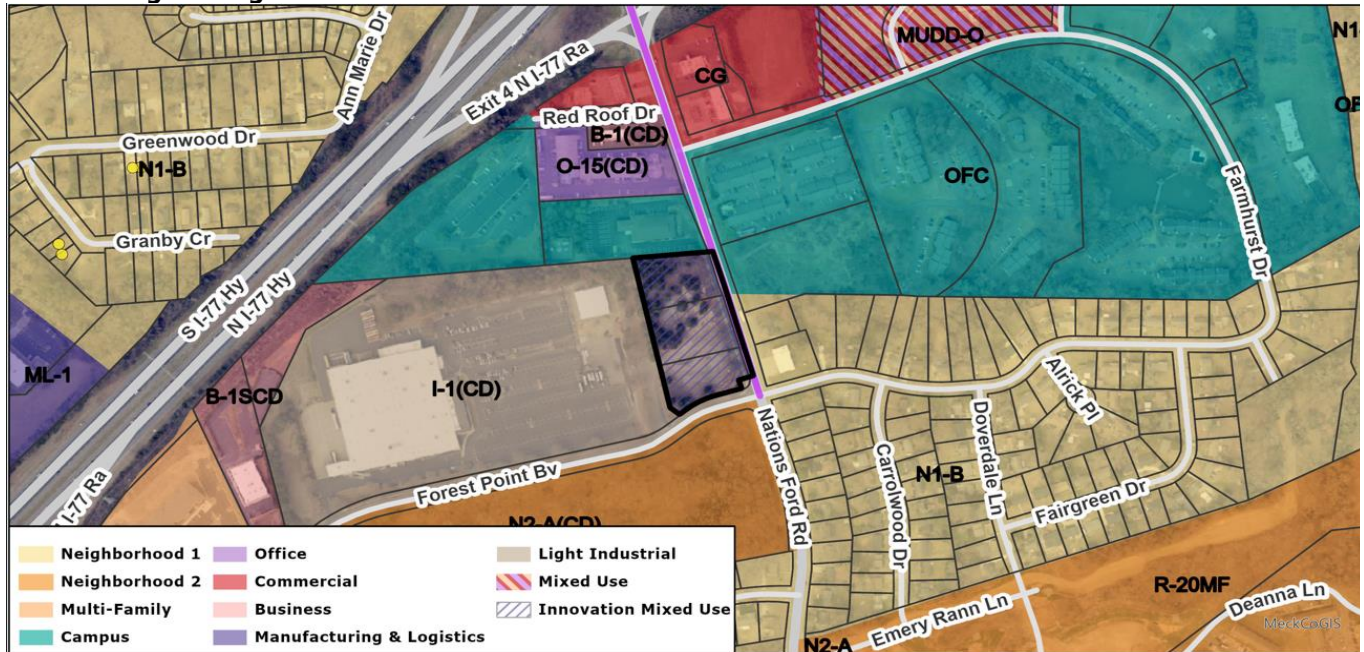 Ann Marie Dr
Exit 4 N I-77 Ra
MUDD-O
CG
N1-
Greenwood Dr
Red Roof Dr
B-1(CD)
N1-B
O-15(CD)
OFC
Farmhurst Dr
Granby Cr
S I-77 Hy
N I-77 Hy
ML-1
B-1SCD
I-1(CD)
Alrick Pl
Nations Ford Rd
Carrolwood Dr
Doverdale Ln
N1-B
Forest Point Bv
Fairgreen Dr
I-77 Ra
N2-A(CD)
R-20MF
Emery Rann Ln
Deanna Ln
N2-A
MeckCoGIS
Neighborhood 1
Neighborhood 2
Multi-Family
Campus
Office
Commercial
Business
Manufacturing & Logistics
Light Industrial
Mixed Use
Innovation Mixed Use